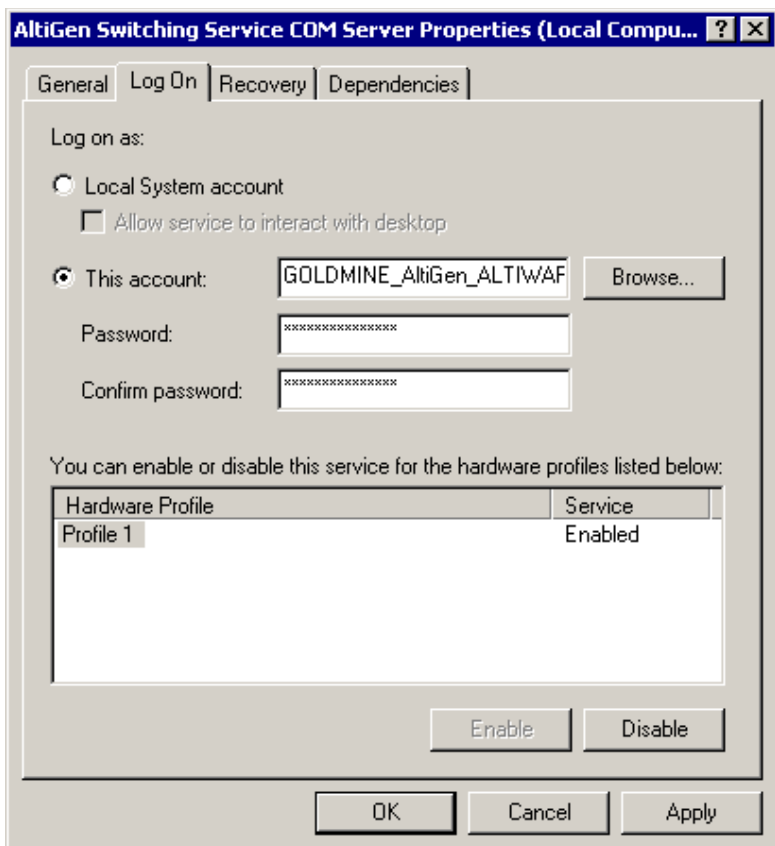 AltiGen Switching Service COM Server Properties (Local Compu... ? X
General Log On Recovery Dependencies
Log on as:
Local System account
Allow service to interact with desktop
This account: GOLDMINE_AltiGen_ALTIWAR Browse...
Password: ***************
Confirm password: ***************
You can enable or disable this service for the hardware profiles listed below:
Hardware Profile Service
Profile 1 Enabled
Enable Disable
OK Cancel Apply